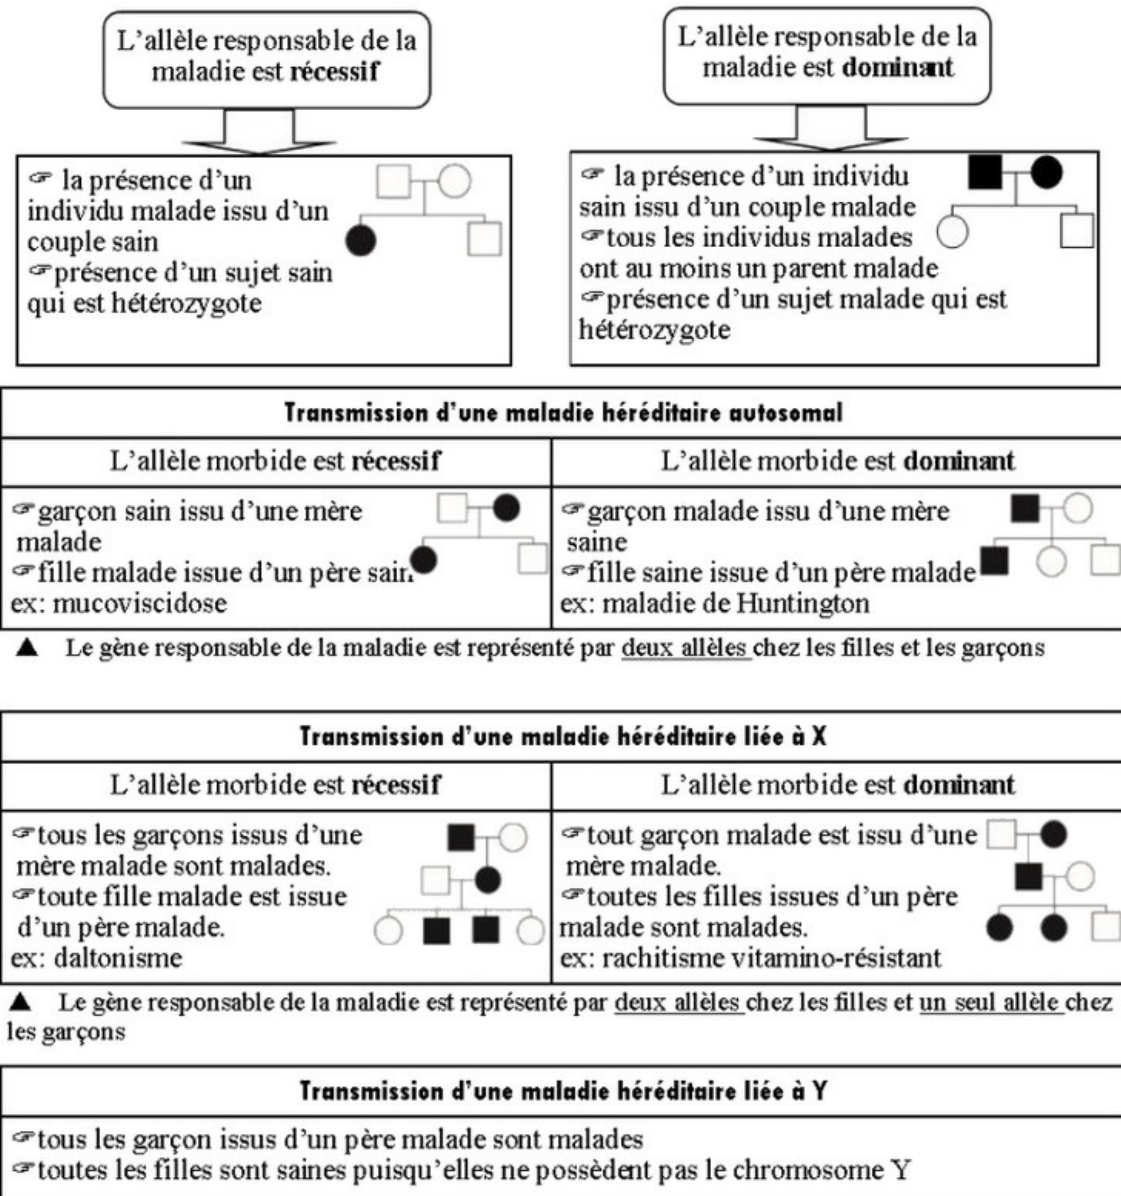 L'allèle responsable de la
maladie est récessif
L'allèle responsable de la
maladie est dominant
☞ la présence d'un
individu malade issu d'un
couple sain
☞présence d'un sujet sain
qui est hétérozygote
☞ la présence d'un individu
sain issu d'un couple malade
☞tous les individus malades
ont au moins un parent malade
☞présence d'un sujet malade qui est
hétérozygote
Transmission d'une maladie héréditaire autosomal
L'allèle morbide est récessif
L'allèle morbide est dominant
☞garçon sain issu d'une mère
malade
☞fille malade issue d'un père sain
ex: mucoviscidose
☞garçon malade issu d'une mère
saine
☞fille saine issue d'un père malade
ex: maladie de Huntington
▲ Le gène responsable de la maladie est représenté par deux allèles chez les filles et les garçons
Transmission d'une maladie héréditaire liée à X
L'allèle morbide est récessif
L'allèle morbide est dominant
☞tous les garçons issus d'une
mère malade sont malades.
☞toute fille malade est issue
d'un père malade.
ex: daltonisme
☞tout garçon malade est issu d'une
mère malade.
☞toutes les filles issues d'un père
malade sont malades.
ex: rachitisme vitamino-résistant
▲ Le gène responsable de la maladie est représenté par deux allèles chez les filles et un seul allèle chez
les garçons
Transmission d'une maladie héréditaire liée à Y
☞tous les garçon issus d'un père malade sont malades
☞toutes les filles sont saines puisqu'elles ne possèdent pas le chromosome Y